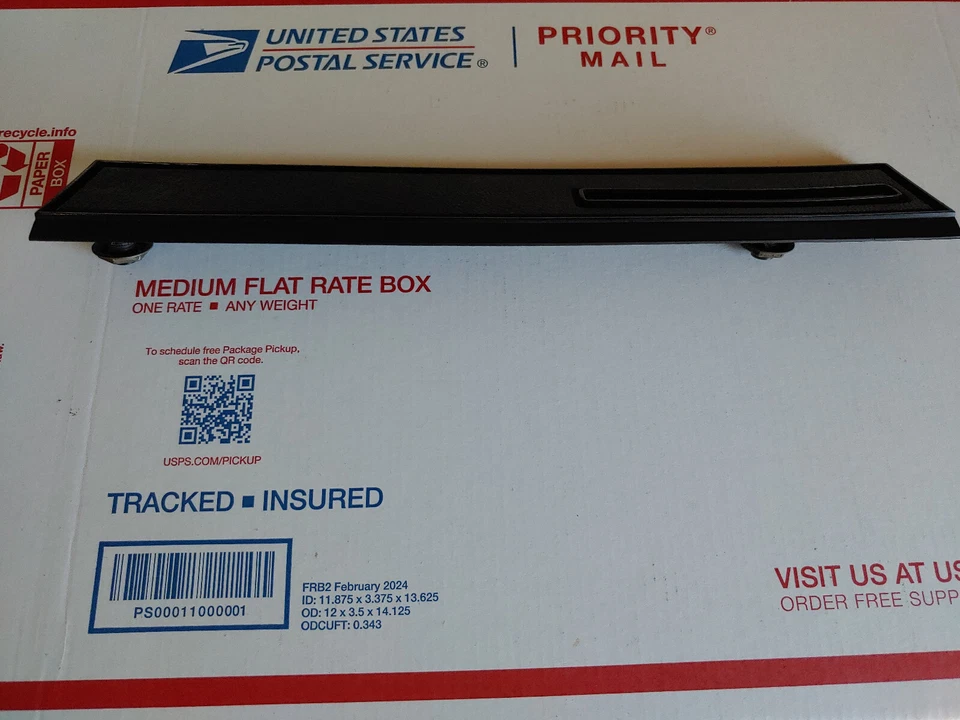 UNITED STATES
POSTAL SERVICE®
PRIORITY®
MAIL
recycle.info
PAPER
BOX
MEDIUM FLAT RATE BOX
ONE RATE ■ ANY WEIGHT
To schedule free Package Pickup,
scan the QR code.
USPS.COM/PICKUP
TRACKED ■ INSURED
PS00011000001
FRB2 February 2024
ID: 11.875 x 3.375 x 13.625
OD: 12 x 3.5 x 14.125
ODCUFT: 0.343
VISIT US AT US
ORDER FREE SUPP